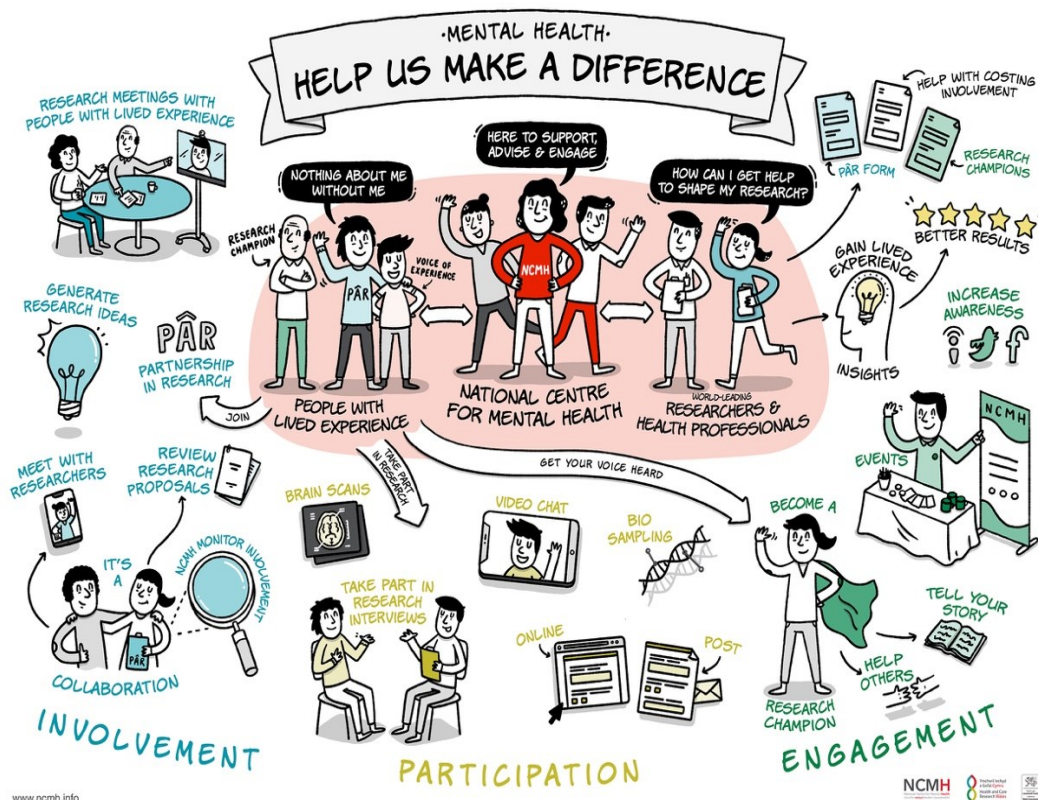 ·MENTAL HEALTH·
HELP US MAKE A DIFFERENCE
RESEARCH MEETINGS WITH
PEOPLE WITH LIVED EXPERIENCE
NOTHING ABOUT ME
WITHOUT ME
HERE TO SUPPORT,
ADVISE & ENGAGE
HOW CAN I GET HELP
TO SHAPE MY RESEARCH?
RESEARCH
CHAMPION
PÂR
VOICE OF
EXPERIENCE
NCMH
PEOPLE WITH
LIVED EXPERIENCE
NATIONAL CENTRE
FOR MENTAL HEALTH
WORLD-LEADING
RESEARCHERS &
HEALTH PROFESSIONALS
HELP WITH COSTING
INVOLVEMENT
PÂR FORM
RESEARCH
CHAMPIONS
BETTER RESULTS
GAIN LIVED
EXPERIENCE
INSIGHTS
INCREASE
AWARENESS
f
GENERATE
RESEARCH IDEAS
PÂR
PARTNERSHIP
IN RESEARCH
JOIN
MEET WITH
RESEARCHERS
REVIEW
RESEARCH
PROPOSALS
IT'S
A
NCMH MONITOR INVOLVEMENT
PÂR
COLLABORATION
INVOLVEMENT
TAKE PART
IN RESEARCH
BRAIN SCANS
VIDEO CHAT
BIO
SAMPLING
TAKE PART IN
RESEARCH
INTERVIEWS
ONLINE
POST
PARTICIPATION
GET YOUR VOICE HEARD
BECOME A
RESEARCH
CHAMPION
EVENTS
NCMH
TELL YOUR
STORY
HELP
OTHERS
ENGAGEMENT
www.ncmh.info
NCMH